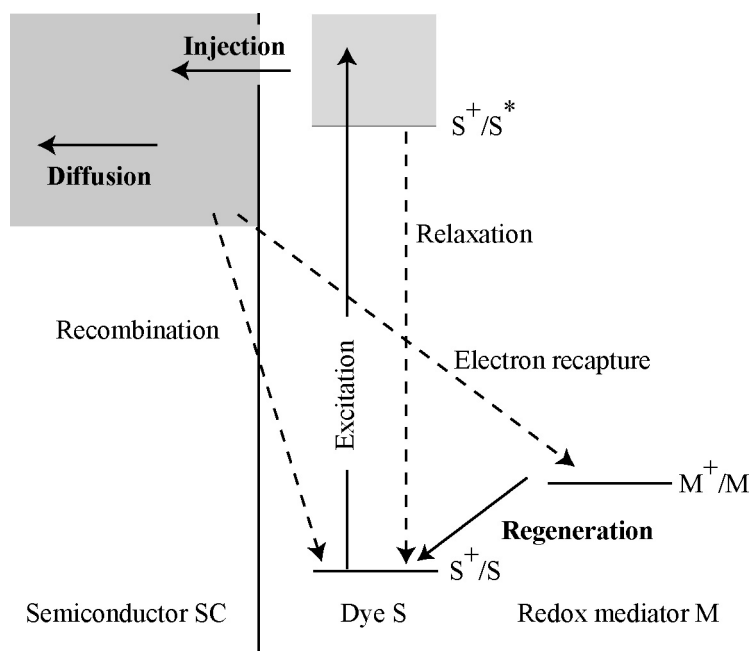 Injection
S+/S*
Diffusion
Relaxation
Recombination
Electron recapture
Excitation
M+/M
Regeneration
S+/S
Semiconductor SC
Dye S
Redox mediator M